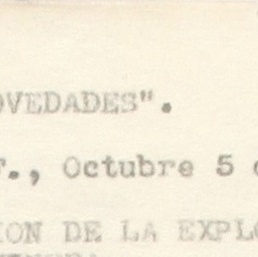 OVEDADES".
F., Octubre 5
ION DE LA EXPLO